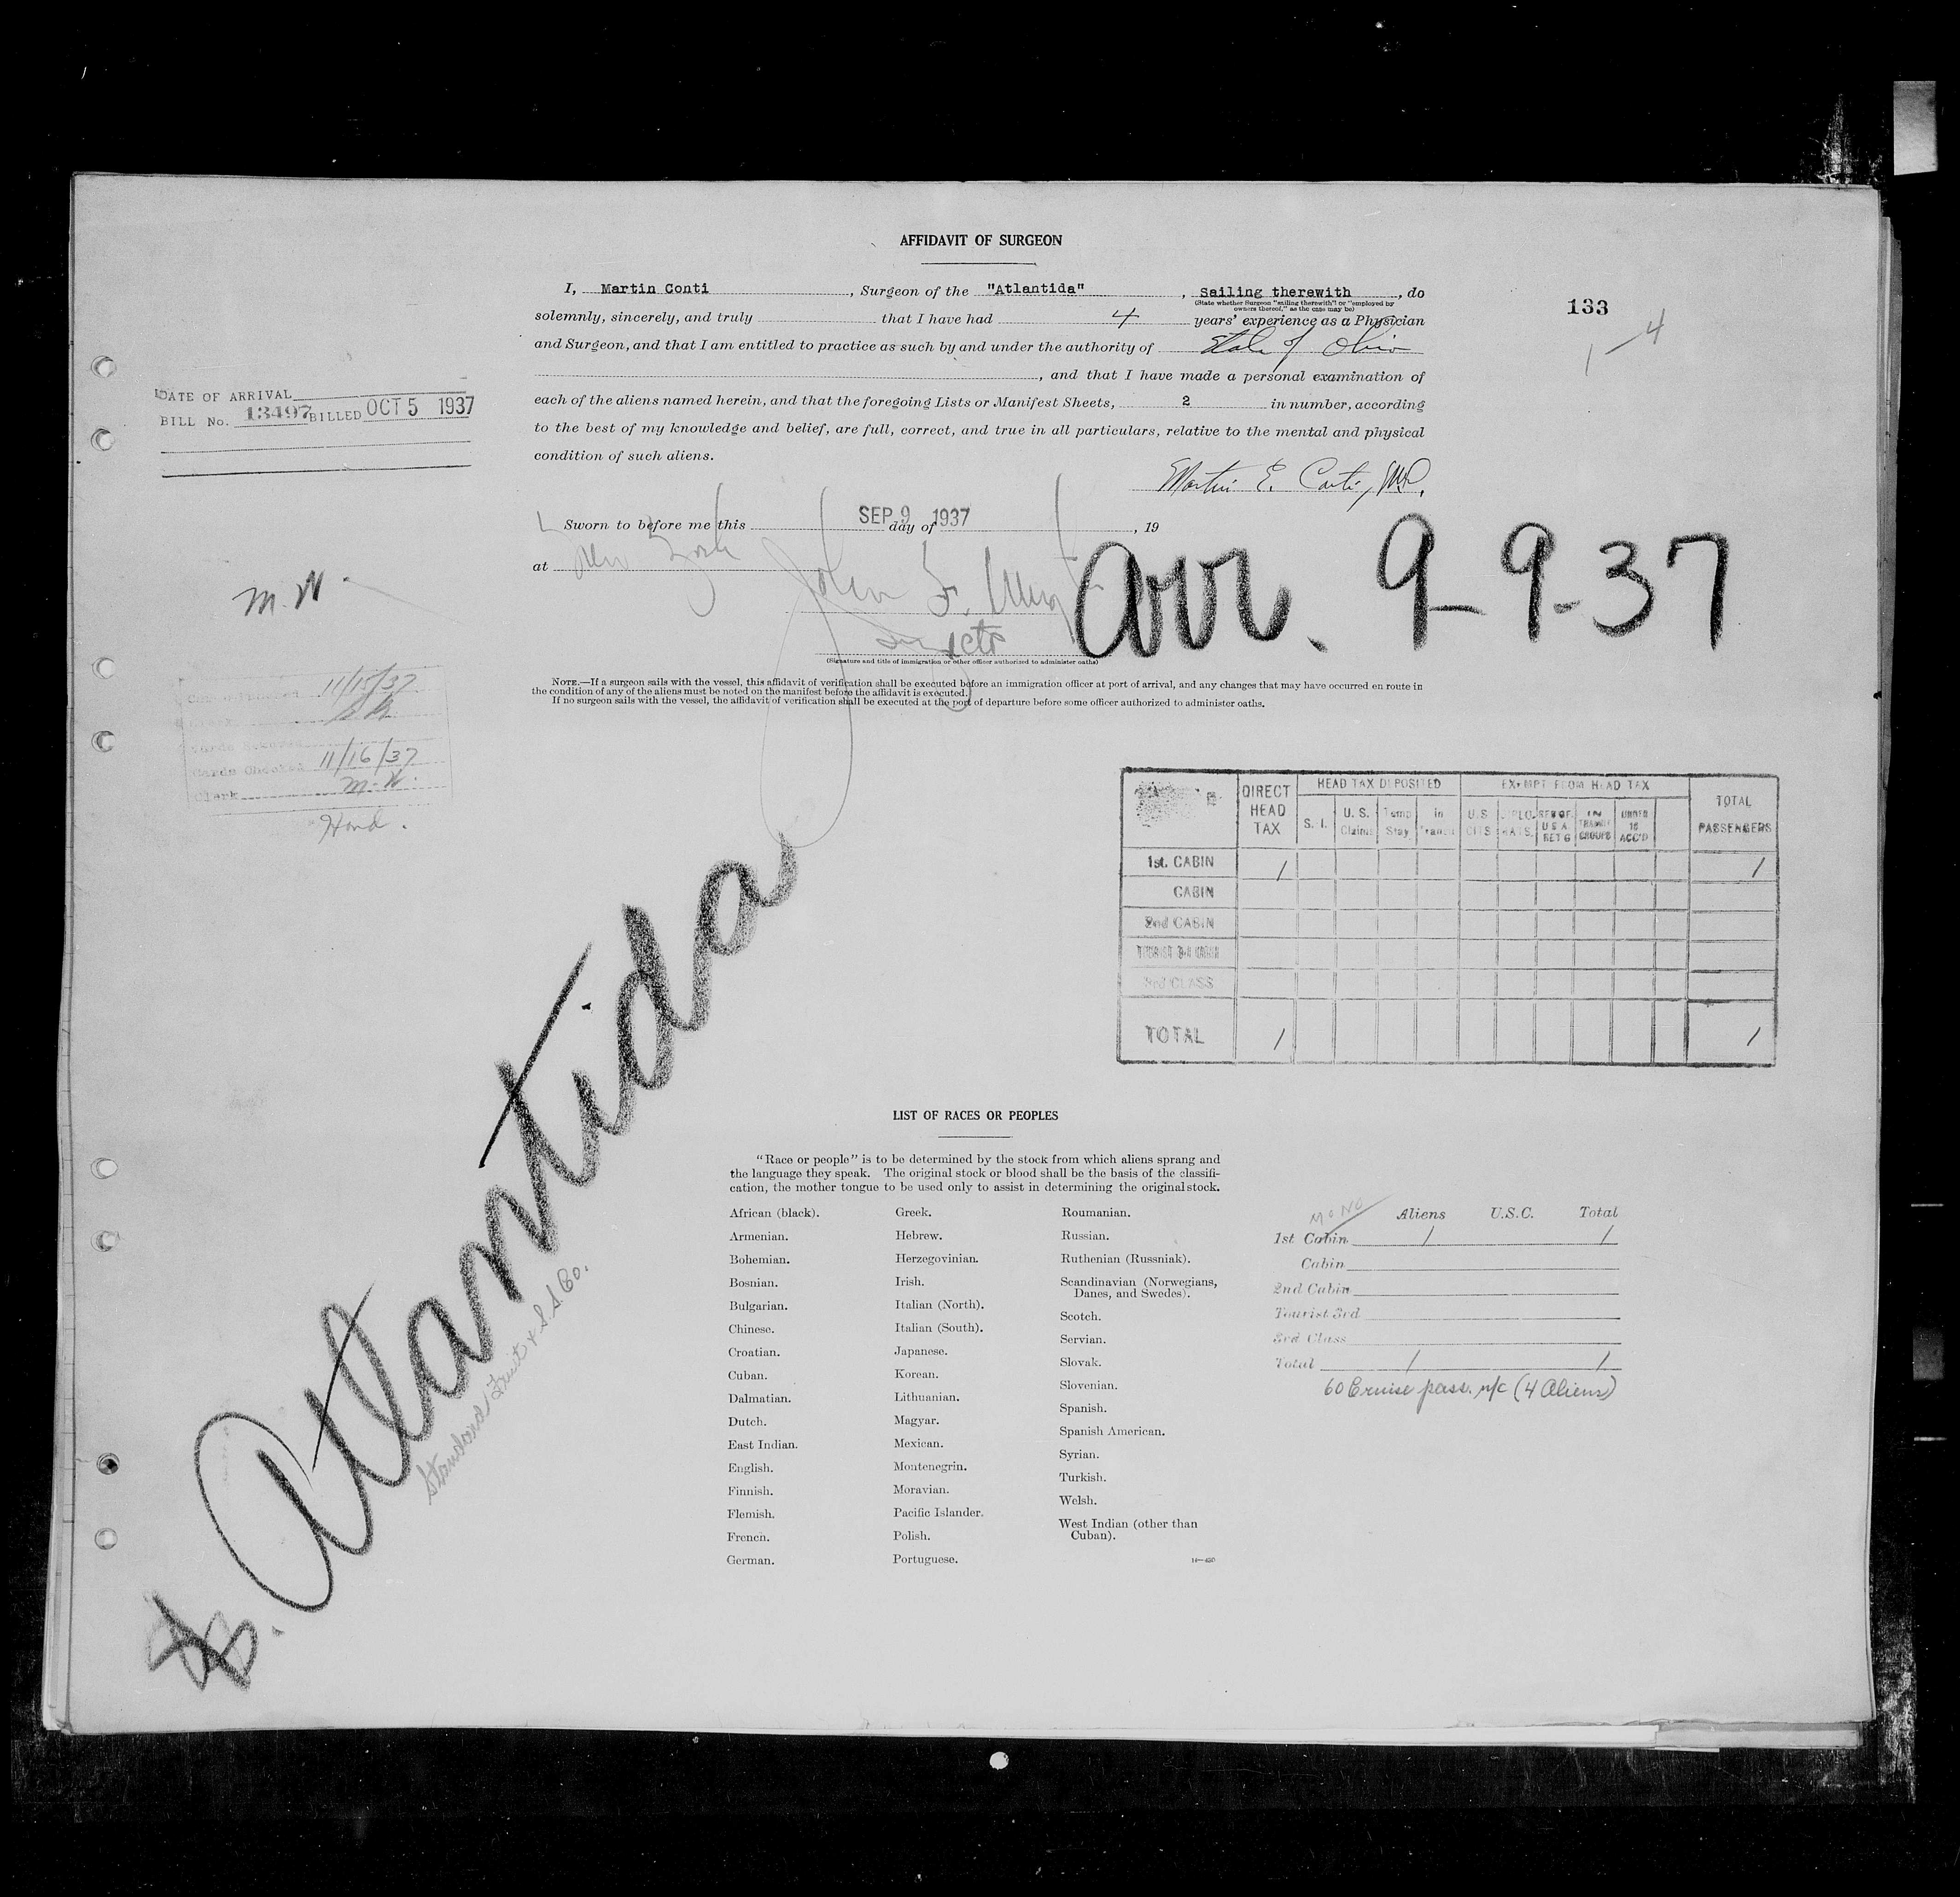 AFFIDAVIT OF SURGEON
I, Martin Conti, Surgeon of the "Atlantida", sailing therewith, do
(State whether Surgeon "sailing therewith" or "employed by
owners thereof," as the case may be)
133
solemnly, sincerely, and truly that I have had 4 years' experience as a Physician
1 — 4
and Surgeon, and that I am entitled to practice as such by and under the authority of State of Ohio
, and that I have made a personal examination of
each of the aliens named herein, and that the foregoing Lists or Manifest Sheets, 2 in number, according
to the best of my knowledge and belief, are full, correct, and true in all particulars, relative to the mental and physical
condition of such aliens.
DATE OF ARRIVAL
BILL No. 13497 BILLED OCT 5 1937
Martin E. Conti, M.D.
Sworn to before me this SEP 9 1937 day of , 19
at New York
John F.
arr. 9-9-37
(Signature and title of immigration or other officer authorized to administer oaths)
M.W.
NOTE.—If a surgeon sails with the vessel, this affidavit of verification shall be executed before an immigration officer at port of arrival, and any changes that may have occurred en route in
the condition of any of the aliens must be noted on the manifest before the affidavit is executed.
If no surgeon sails with the vessel, the affidavit of verification shall be executed at the port of departure before some officer authorized to administer oaths.
11/15/37
Cards Checked 11/16/37
Clerk M.W.
DIRECT HEAD TAX
HEAD TAX DEPOSITED
EXEMPT FROM HEAD TAX
TOTAL PASSENGERS
S. I.
U. S. Claims
Temp Stay
In Transit
U.S. CITS
DIPLOMATS.
RES OF U S A RET'G
IN TRANSIT GROUPS
UNDER 16 ACC'D
1st. CABIN 1 1
CABIN
2nd CABIN
TOURIST 3rd CABIN
3rd CLASS
TOTAL 1 1
SS. Atlantida
Standard Fruit & S.S. Co.
LIST OF RACES OR PEOPLES
"Race or people" is to be determined by the stock from which aliens sprang and
the language they speak. The original stock or blood shall be the basis of the classifi-
cation, the mother tongue to be used only to assist in determining the original stock.
African (black).
Armenian.
Bohemian.
Bosnian.
Bulgarian.
Chinese.
Croatian.
Cuban.
Dalmatian.
Dutch.
East Indian.
English.
Finnish.
Flemish.
French.
German.
Greek.
Hebrew.
Herzegovinian.
Irish.
Italian (North).
Italian (South).
Japanese.
Korean.
Lithuanian.
Magyar.
Mexican.
Montenegrin.
Moravian.
Pacific Islander.
Polish.
Portuguese.
Roumanian.
Russian.
Ruthenian (Russniak).
Scandinavian (Norwegians,
Danes, and Swedes).
Scotch.
Servian.
Slovak.
Slovenian.
Spanish.
Spanish American.
Syrian.
Turkish.
Welsh.
West Indian (other than
Cuban).
Aliens U.S.C. Total
1st Cabin 1 1
Cabin
2nd Cabin
Tourist 3rd
3rd Class
Total 1 1
60 Cruise pass. n/c (4 Aliens)